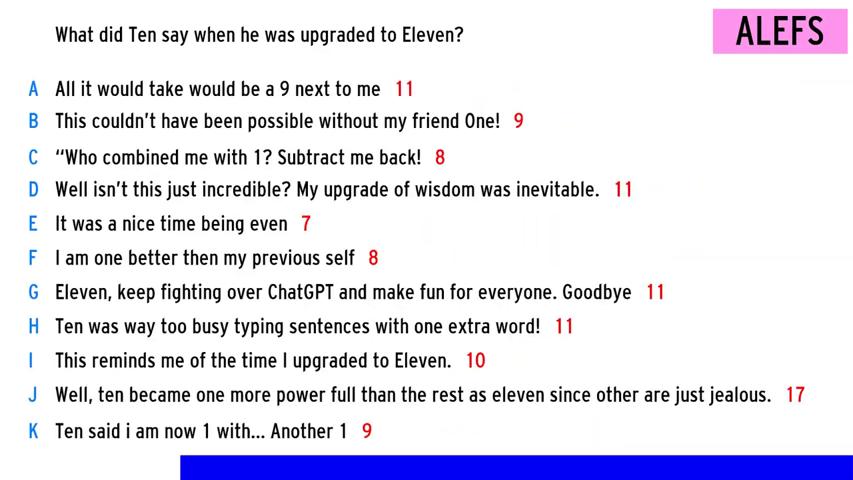 What did Ten say when he was upgraded to Eleven?
ALEFS
A All it would take would be a 9 next to me 11
B This couldn't have been possible without my friend One! 9
C “Who combined me with 1? Subtract me back! 8
D Well isn't this just incredible? My upgrade of wisdom was inevitable. 11
E It was a nice time being even 7
F I am one better then my previous self 8
G Eleven, keep fighting over ChatGPT and make fun for everyone. Goodbye 11
H Ten was way too busy typing sentences with one extra word! 11
I This reminds me of the time I upgraded to Eleven. 10
J Well, ten became one more power full than the rest as eleven since other are just jealous. 17
K Ten said i am now 1 with... Another 1 9